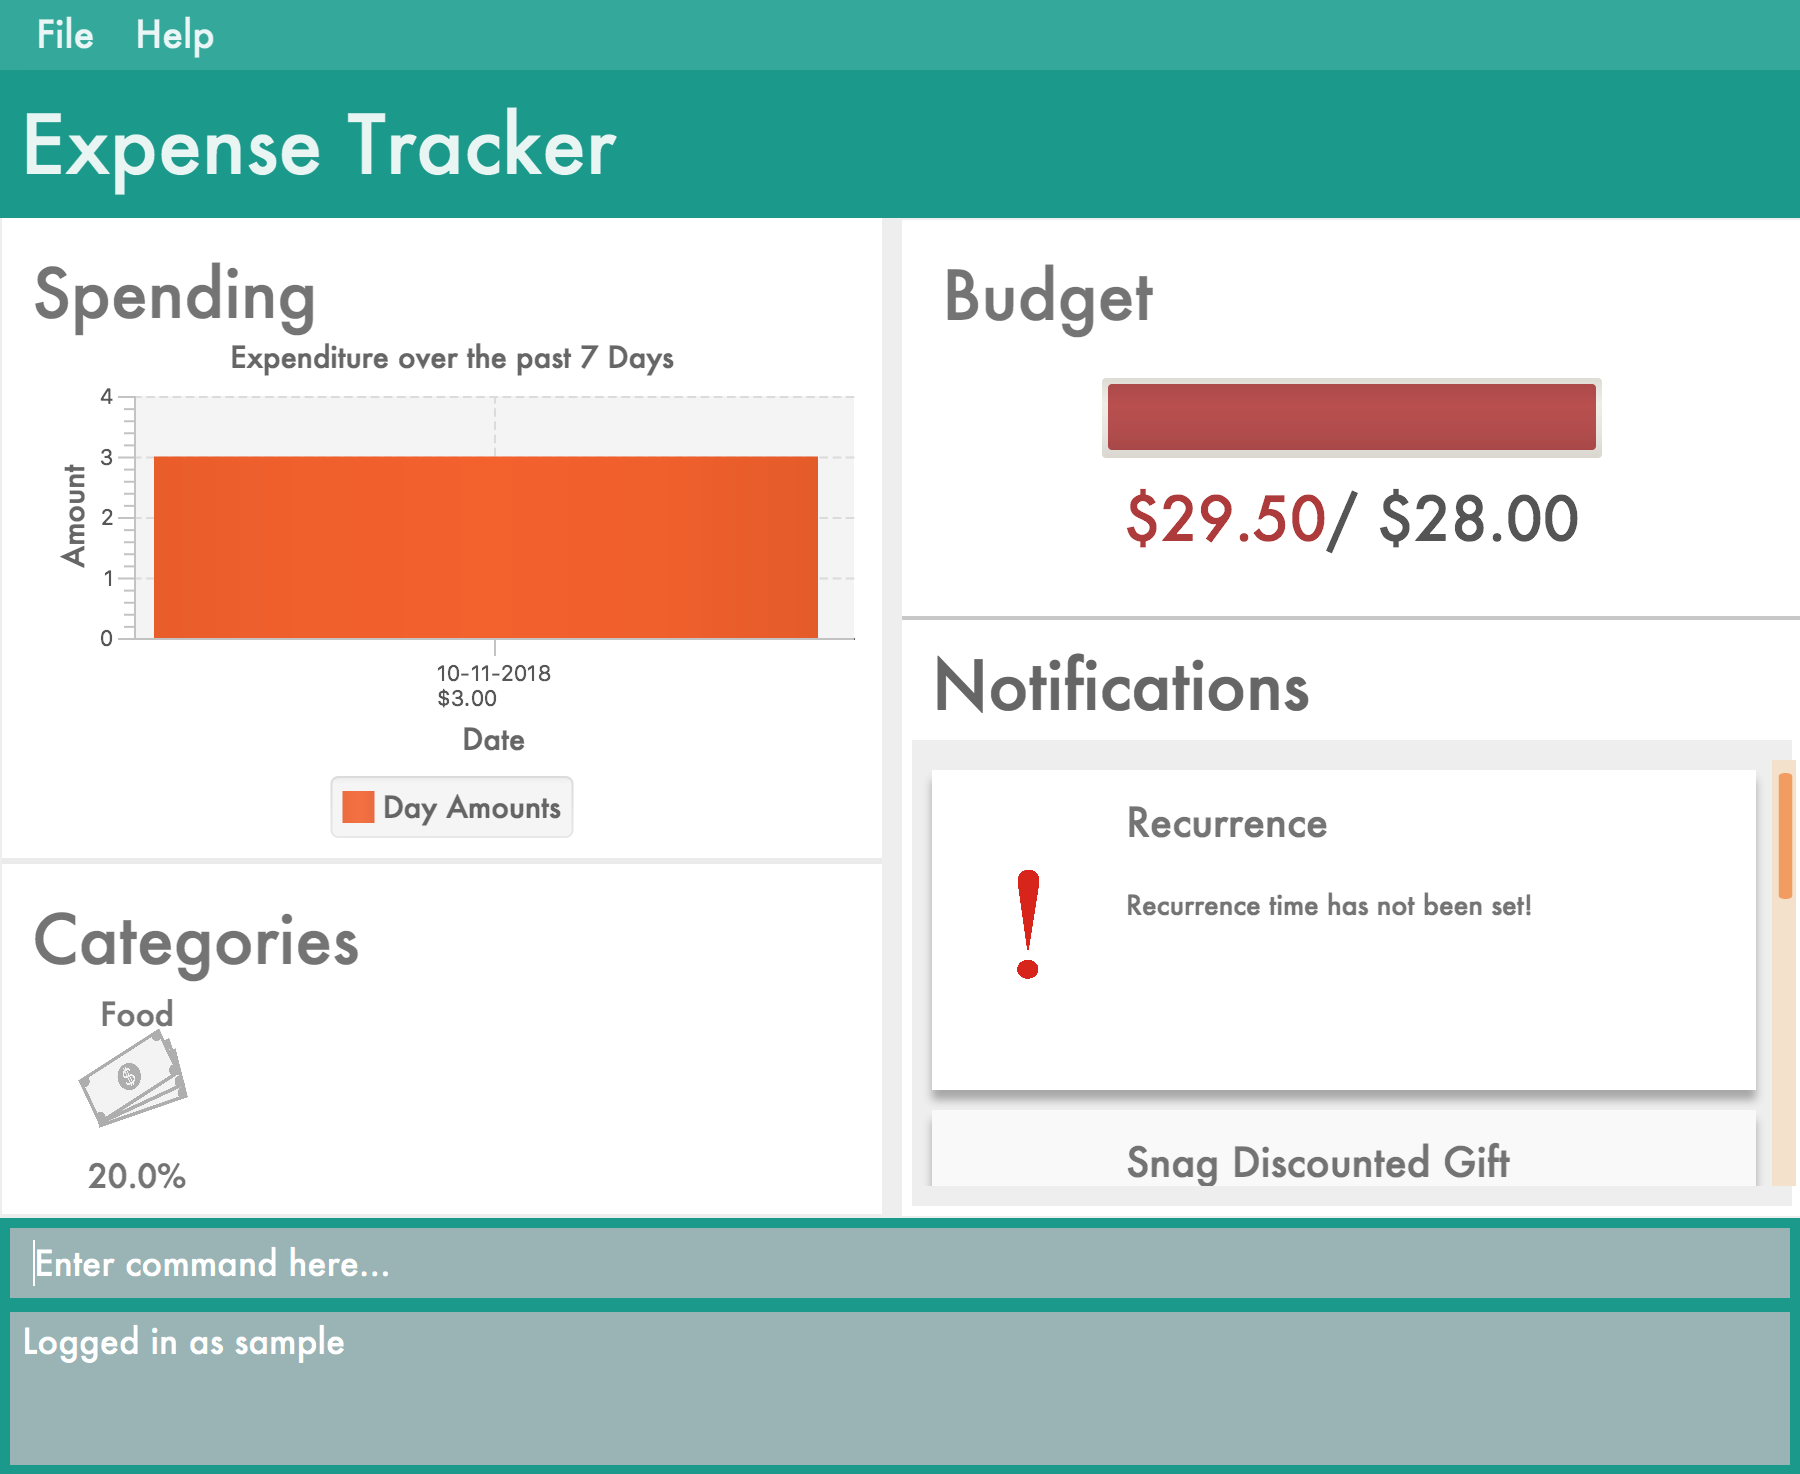 File Help
Expense Tracker
Spending
Expenditure over the past 7 Days
4
3
2
1
0
Amount
10-11-2018
$3.00
Date
Day Amounts
Categories
Food
$
20.0%
Budget
$29.50/ $28.00
Notifications
Recurrence
!
Recurrence time has not been set!
Snag Discounted Gift
Enter command here...
Logged in as sample